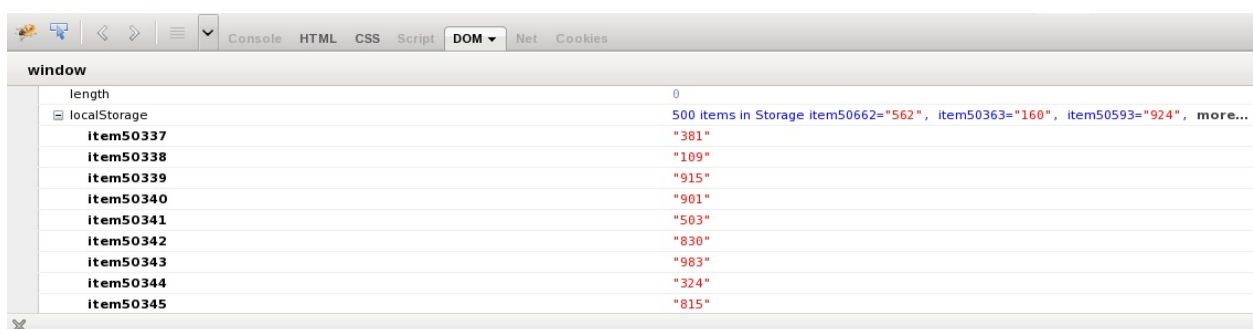 Console HTML CSS Script DOM Net Cookies
window
length 0
localStorage 500 items in Storage item50662="562", item50363="160", item50593="924", more...
item50337 "381"
item50338 "109"
item50339 "915"
item50340 "901"
item50341 "503"
item50342 "830"
item50343 "983"
item50344 "324"
item50345 "815"